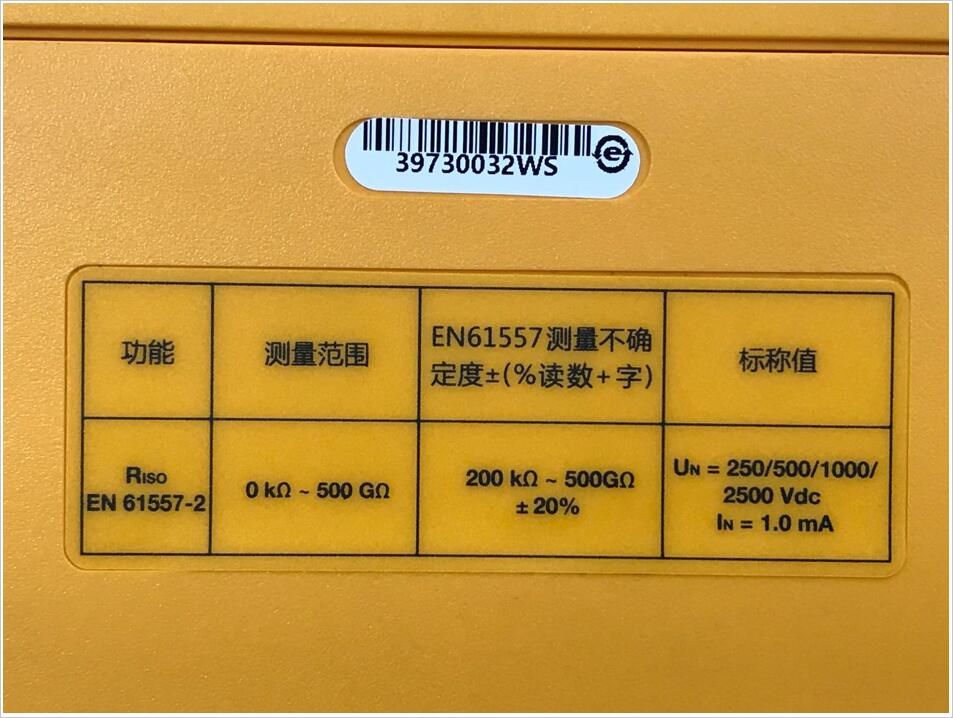 39730032WS
e
功能
测量范围
EN61557测量不确
定度±(%读数+字)
标称值
RISO
EN 61557-2
0 kΩ ~ 500 GΩ
200 kΩ ~ 500GΩ
±20%
UN = 250/500/1000/
2500 Vdc
IN = 1.0 mA